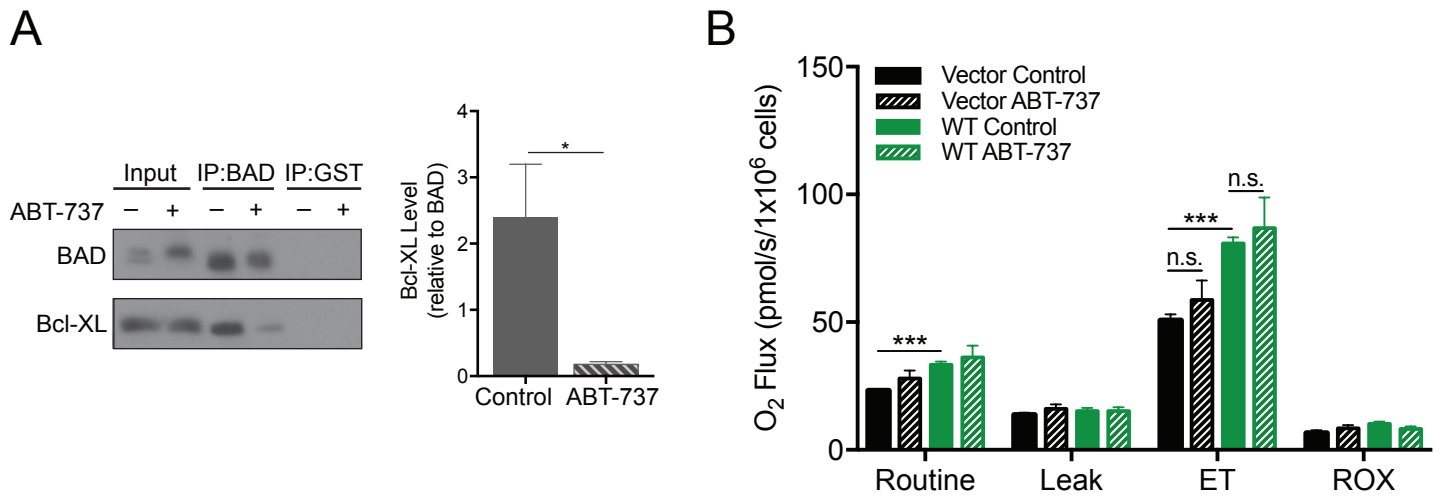 A
Input IP:BAD IP:GST
ABT-737 – + – + – +
BAD
Bcl-XL
Bcl-XL Level
(relative to BAD)
4
3
2
1
0
*
Control ABT-737
B
O2 Flux (pmol/s/1x10⁶ cells)
150
100
50
0
Vector Control
Vector ABT-737
WT Control
WT ABT-737
***
n.s.
***
n.s.
Routine Leak ET ROX